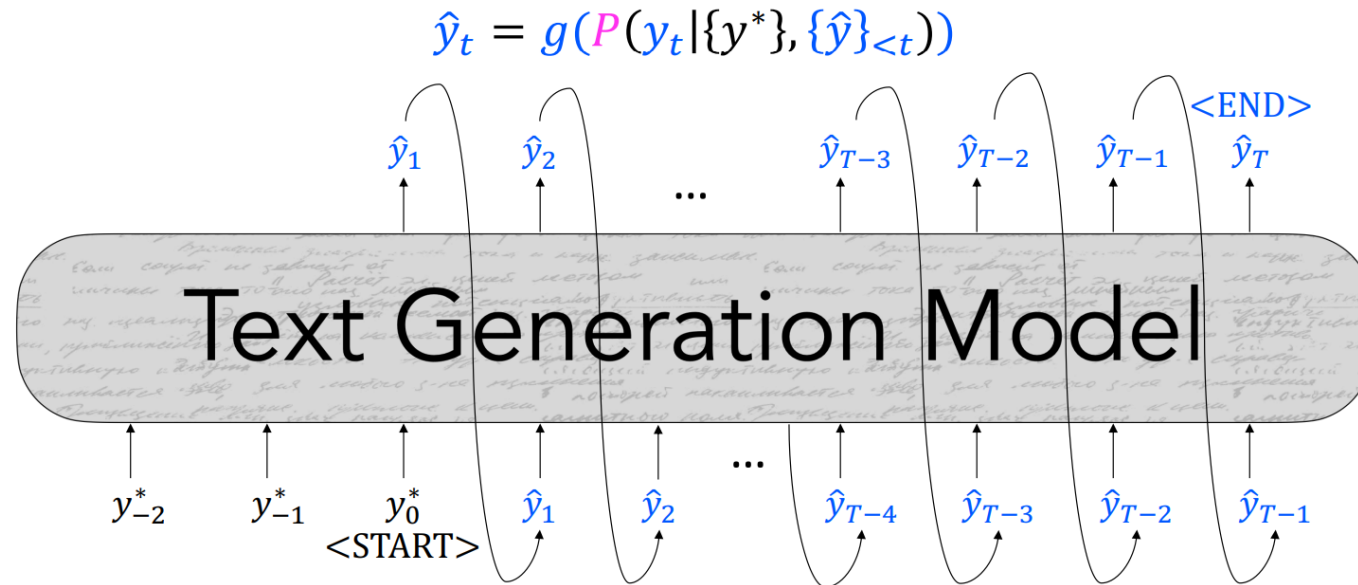 ŷ_t = g(P(y_t|{y*}, {ŷ}_{<t}))
<END>
ŷ_1 ŷ_2 ... ŷ_{T−3} ŷ_{T−2} ŷ_{T−1} ŷ_T
Text Generation Model
y*_{−2} y*_{−1} y*_0 ŷ_1 ŷ_2 ... ŷ_{T−4} ŷ_{T−3} ŷ_{T−2} ŷ_{T−1}
<START>